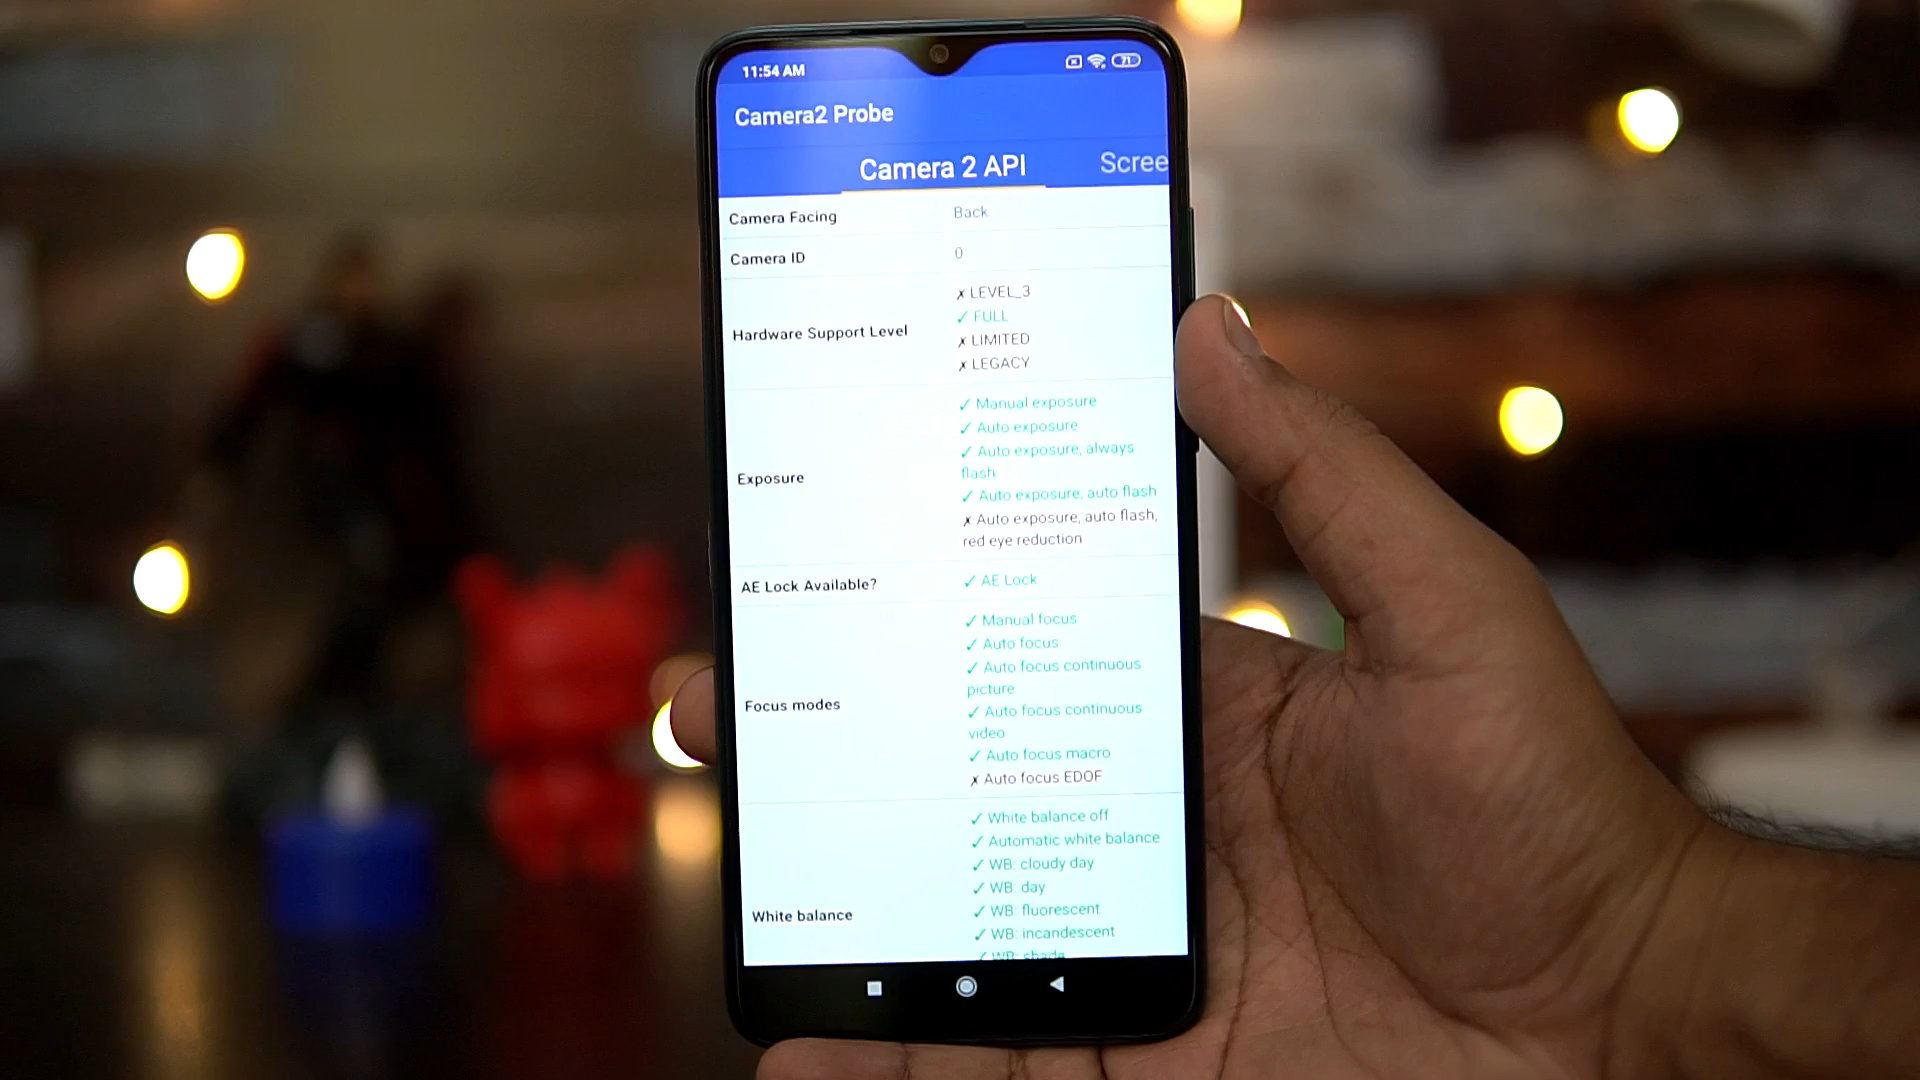 11:54 AM
71
Camera2 Probe
Camera 2 API
Scree
Camera Facing
Back
Camera ID
0
Hardware Support Level
✗ LEVEL_3
✓ FULL
✗ LIMITED
✗ LEGACY
Exposure
✓ Manual exposure
✓ Auto exposure
✓ Auto exposure, always
flash
✓ Auto exposure, auto flash
✗ Auto exposure, auto flash,
red eye reduction
AE Lock Available?
✓ AE Lock
Focus modes
✓ Manual focus
✓ Auto focus
✓ Auto focus continuous
picture
✓ Auto focus continuous
video
✓ Auto focus macro
✗ Auto focus EDOF
White balance
✓ White balance off
✓ Automatic white balance
✓ WB: cloudy day
✓ WB: day
✓ WB: fluorescent
✓ WB: incandescent
✓ WB: shade